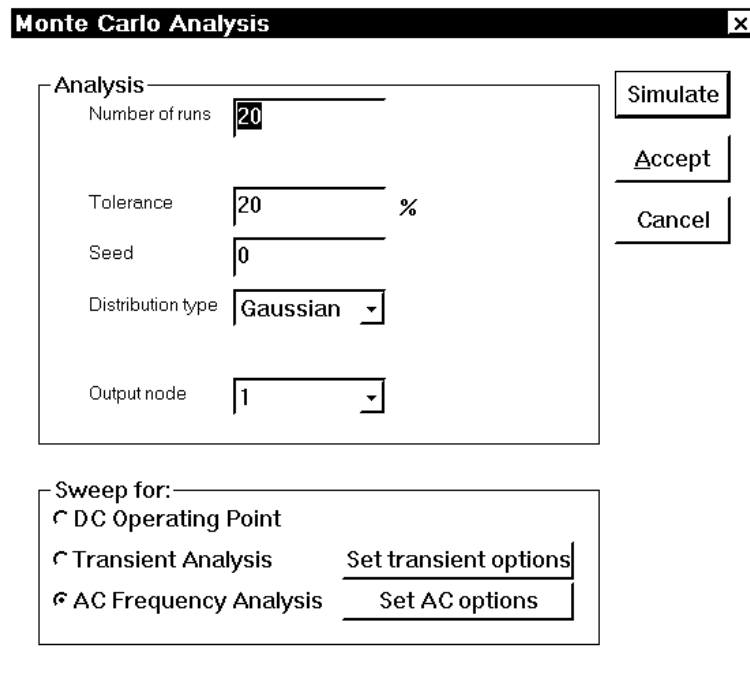 Monte Carlo Analysis
Analysis
Number of runs 20
Tolerance 20 %
Seed 0
Distribution type Gaussian
Output node 1
Simulate
Accept
Cancel
Sweep for:
DC Operating Point
Transient Analysis Set transient options
AC Frequency Analysis Set AC options